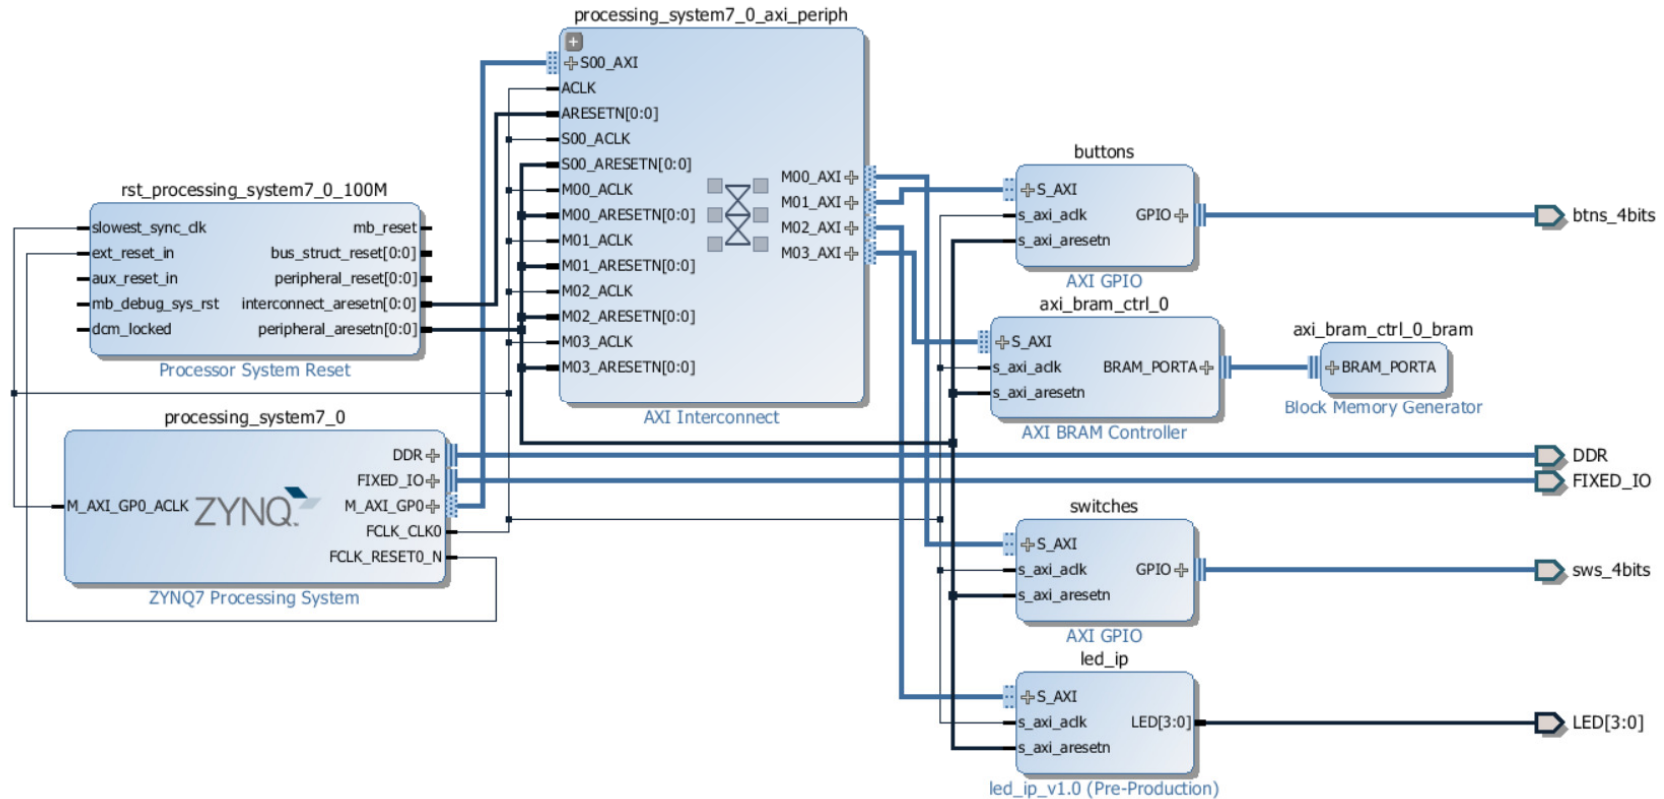 processing_system7_0_axi_periph
S00_AXI
ACLK
ARESETN[0:0]
S00_ACLK
S00_ARESETN[0:0]
M00_ACLK
M00_ARESETN[0:0]
M01_ACLK
M01_ARESETN[0:0]
M02_ACLK
M02_ARESETN[0:0]
M03_ACLK
M03_ARESETN[0:0]
M00_AXI
M01_AXI
M02_AXI
M03_AXI
AXI Interconnect
rst_processing_system7_0_100M
slowest_sync_clk
ext_reset_in
aux_reset_in
mb_debug_sys_rst
dcm_locked
mb_reset
bus_struct_reset[0:0]
peripheral_reset[0:0]
interconnect_aresetn[0:0]
peripheral_aresetn[0:0]
Processor System Reset
processing_system7_0
M_AXI_GP0_ACLK
ZYNQ
DDR
FIXED_IO
M_AXI_GP0
FCLK_CLK0
FCLK_RESET0_N
ZYNQ7 Processing System
buttons
S_AXI
s_axi_aclk
s_axi_aresetn
GPIO
AXI GPIO
btns_4bits
axi_bram_ctrl_0
S_AXI
s_axi_aclk
s_axi_aresetn
BRAM_PORTA
AXI BRAM Controller
axi_bram_ctrl_0_bram
BRAM_PORTA
Block Memory Generator
DDR
FIXED_IO
switches
S_AXI
s_axi_aclk
s_axi_aresetn
GPIO
AXI GPIO
sws_4bits
led_ip
S_AXI
s_axi_aclk
s_axi_aresetn
LED[3:0]
led_ip_v1.0 (Pre-Production)
LED[3:0]